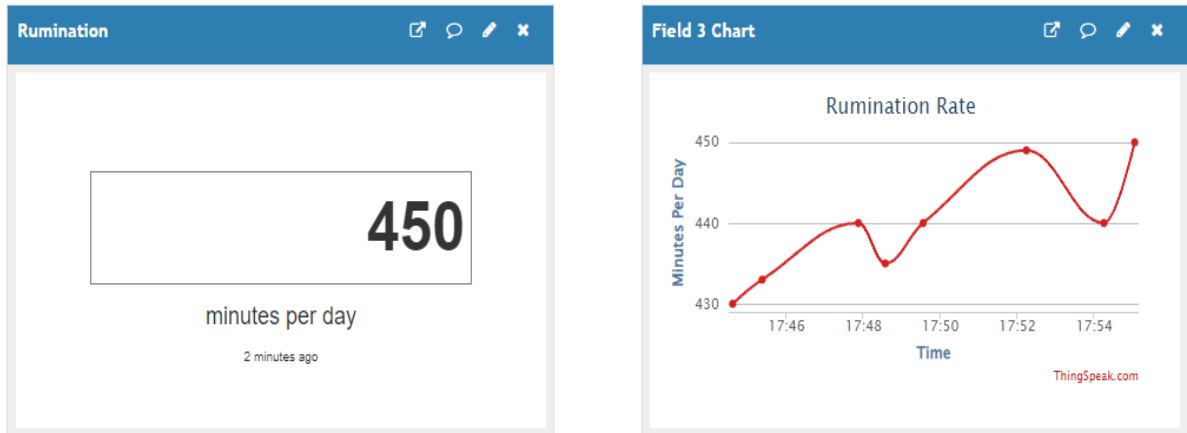 Rumination
450
minutes per day
2 minutes ago
Field 3 Chart
Rumination Rate
Minutes Per Day
450
440
430
17:46 17:48 17:50 17:52 17:54
Time
ThingSpeak.com